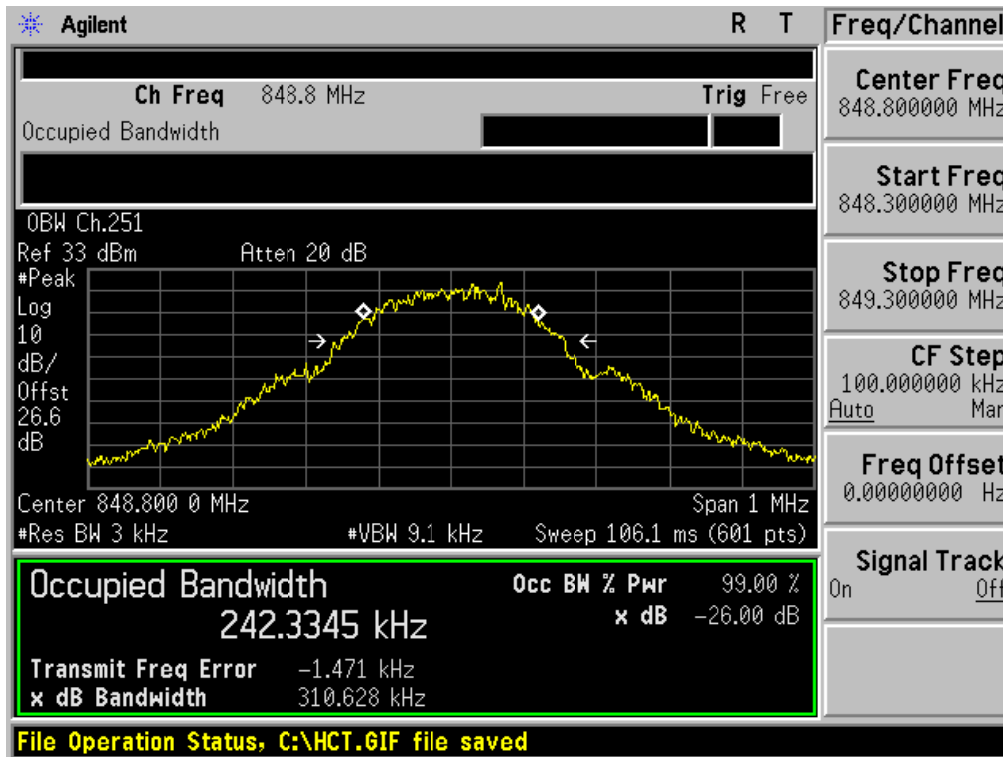 Agilent R T Freq/Channel
Ch Freq 848.8 MHz Trig Free
Occupied Bandwidth
Center Freq
848.800000 MHz
Start Freq
848.300000 MHz
Stop Freq
849.300000 MHz
CF Step
100.000000 kHz
Auto Man
Freq Offset
0.00000000 Hz
Signal Track
On Off
OBW Ch.251
Ref 33 dBm Atten 20 dB
#Peak
Log
10
dB/
Offst
26.6
dB
Center 848.800 0 MHz Span 1 MHz
#Res BW 3 kHz #VBW 9.1 kHz Sweep 106.1 ms (601 pts)
Occupied Bandwidth Occ BW % Pwr 99.00 %
242.3345 kHz x dB -26.00 dB
Transmit Freq Error -1.471 kHz
x dB Bandwidth 310.628 kHz
File Operation Status, C:\HCT.GIF file saved